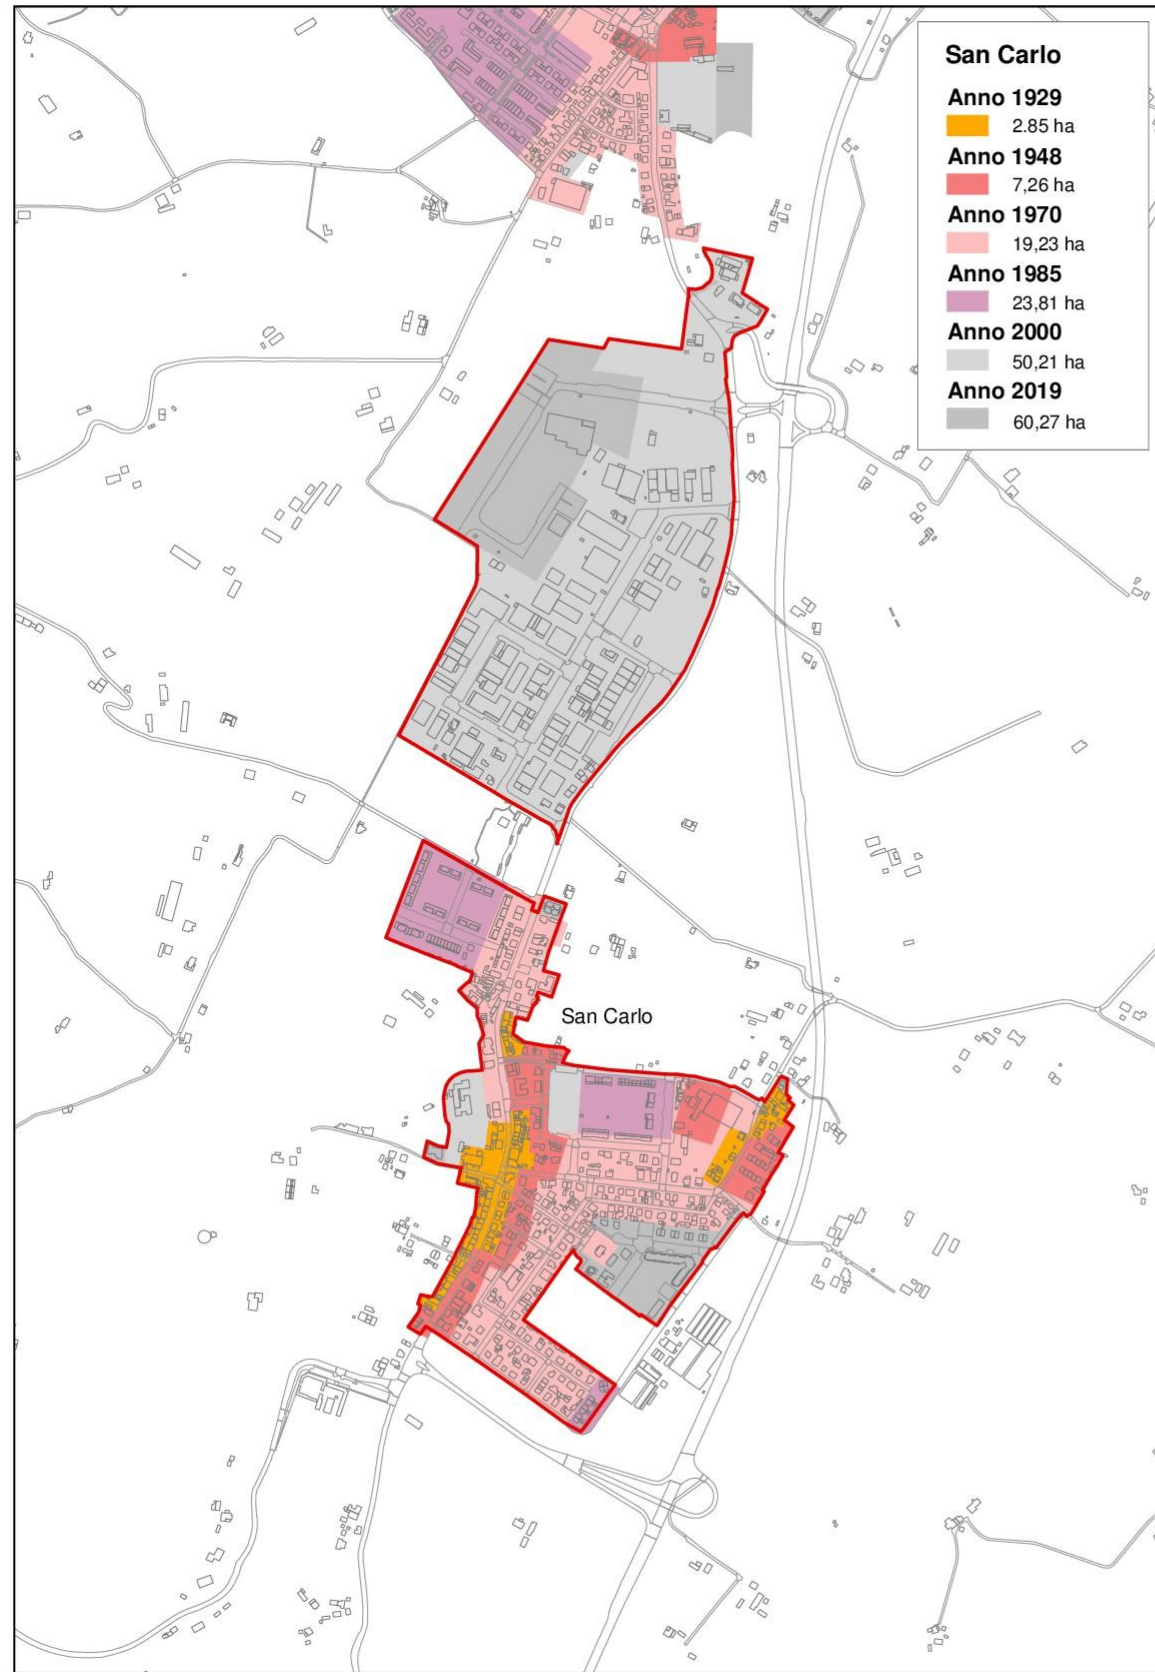 San Carlo
Anno 1929
2.85 ha
Anno 1948
7,26 ha
Anno 1970
19,23 ha
Anno 1985
23,81 ha
Anno 2000
50,21 ha
Anno 2019
60,27 ha
San Carlo